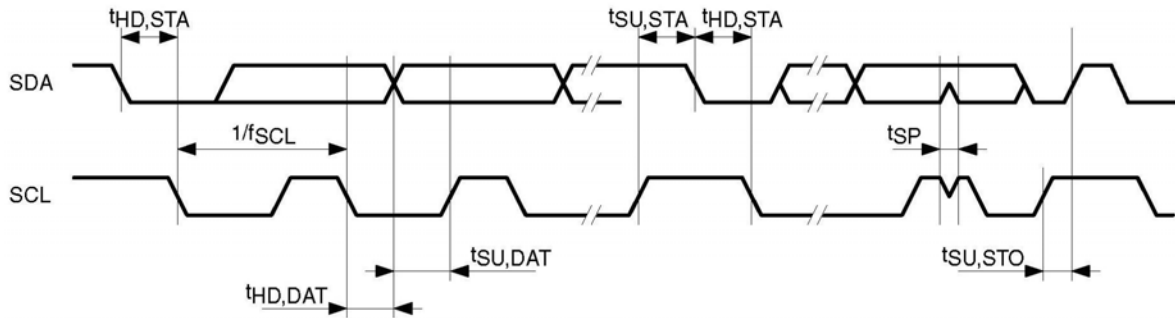 tHD,STA
tSU,STA
tHD,STA
SDA
1/fSCL
tSP
SCL
tSU,DAT
tSU,STO
tHD,DAT